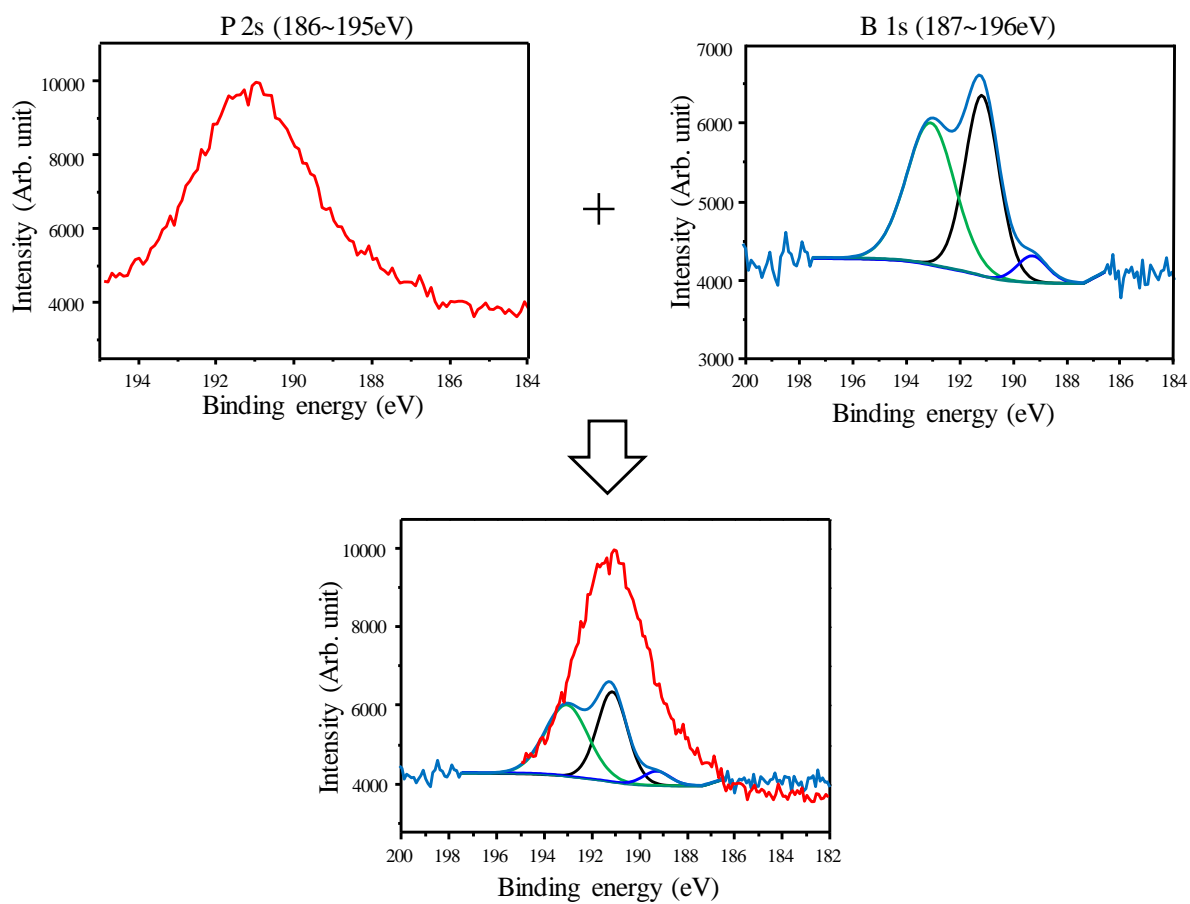 P 2s (186~195eV)
10000
8000
6000
4000
Intensity (Arb. unit)
194 192 190 188 186 184
Binding energy (eV)
+
B 1s (187~196eV)
7000
6000
5000
4000
3000
Intensity (Arb. unit)
200 198 196 194 192 190 188 186 184
Binding energy (eV)
10000
8000
6000
4000
Intensity (Arb. unit)
200 198 196 194 192 190 188 186 184 182
Binding energy (eV)